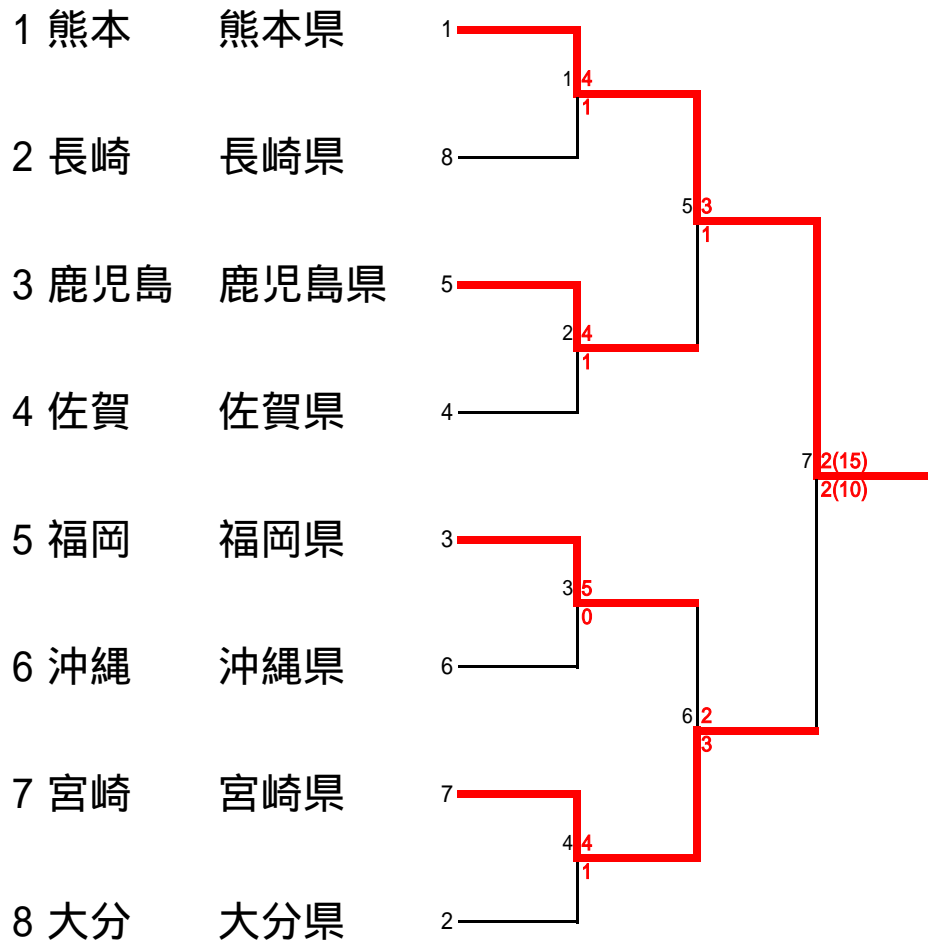 1 熊本 熊本県 1
1 4
1
2 長崎 長崎県 8
5 3
1
3 鹿児島 鹿児島県 5
2 4
1
4 佐賀 佐賀県 4
7 2(15)
2(10)
5 福岡 福岡県 3
3 5
0
6 沖縄 沖縄県 6
6 2
3
7 宮崎 宮崎県 7
4 4
1
8 大分 大分県 2